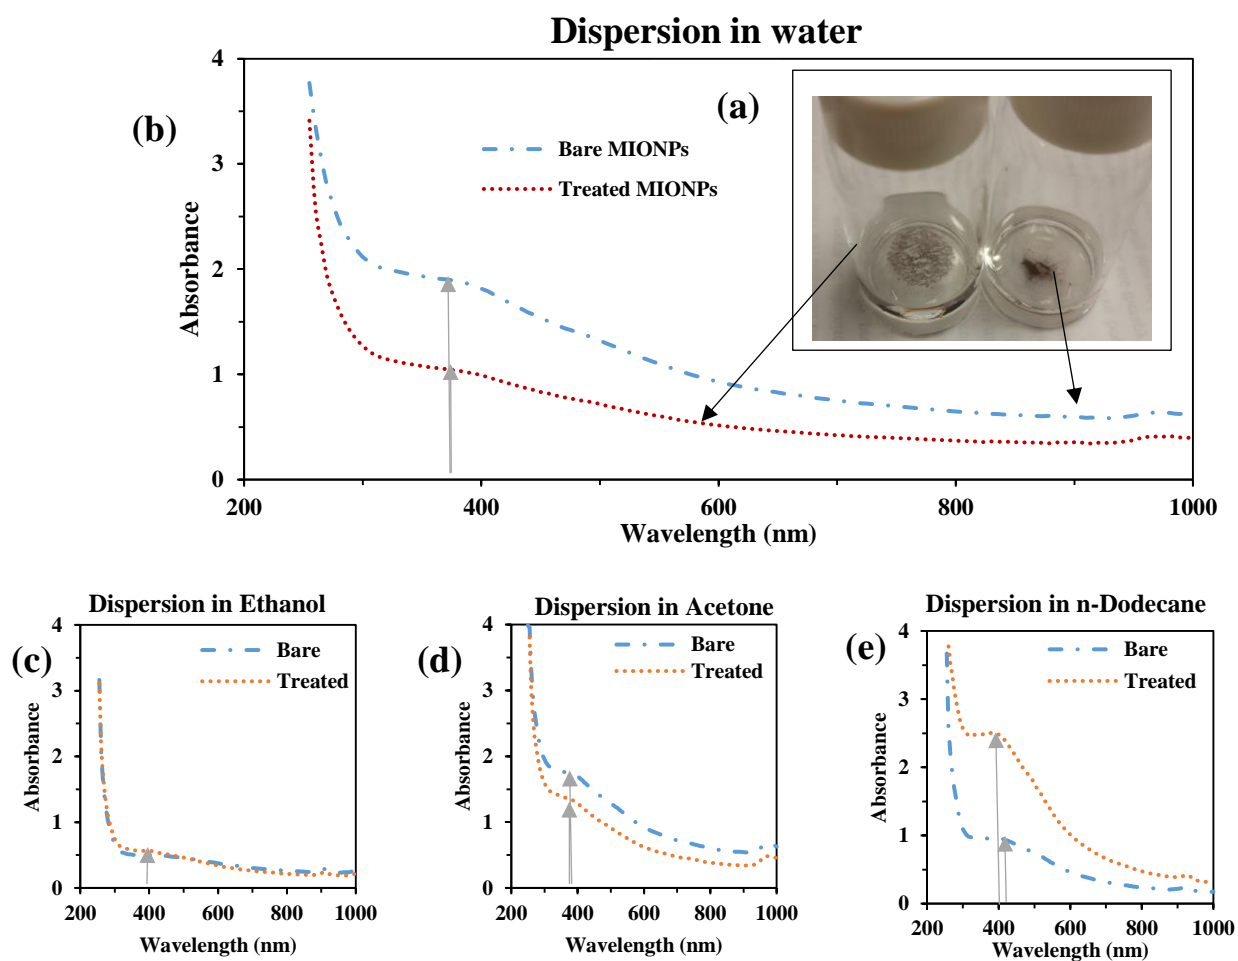 Dispersion in water
(a)
(b)
Bare MIONPs
Treated MIONPs
Absorbance
4
3
2
1
0
200 400 600 800 1000
Wavelength (nm)
Dispersion in Ethanol
(c)
Bare
Treated
Absorbance
4
3
2
1
0
200 400 600 800 1000
Wavelength (nm)
Dispersion in Acetone
(d)
Bare
Treated
Absorbance
4
3
2
1
0
200 400 600 800 1000
Wavelength (nm)
Dispersion in n-Dodecane
(e)
Bare
Treated
Absorbance
4
3
2
1
0
200 400 600 800 1000
Wavelength (nm)